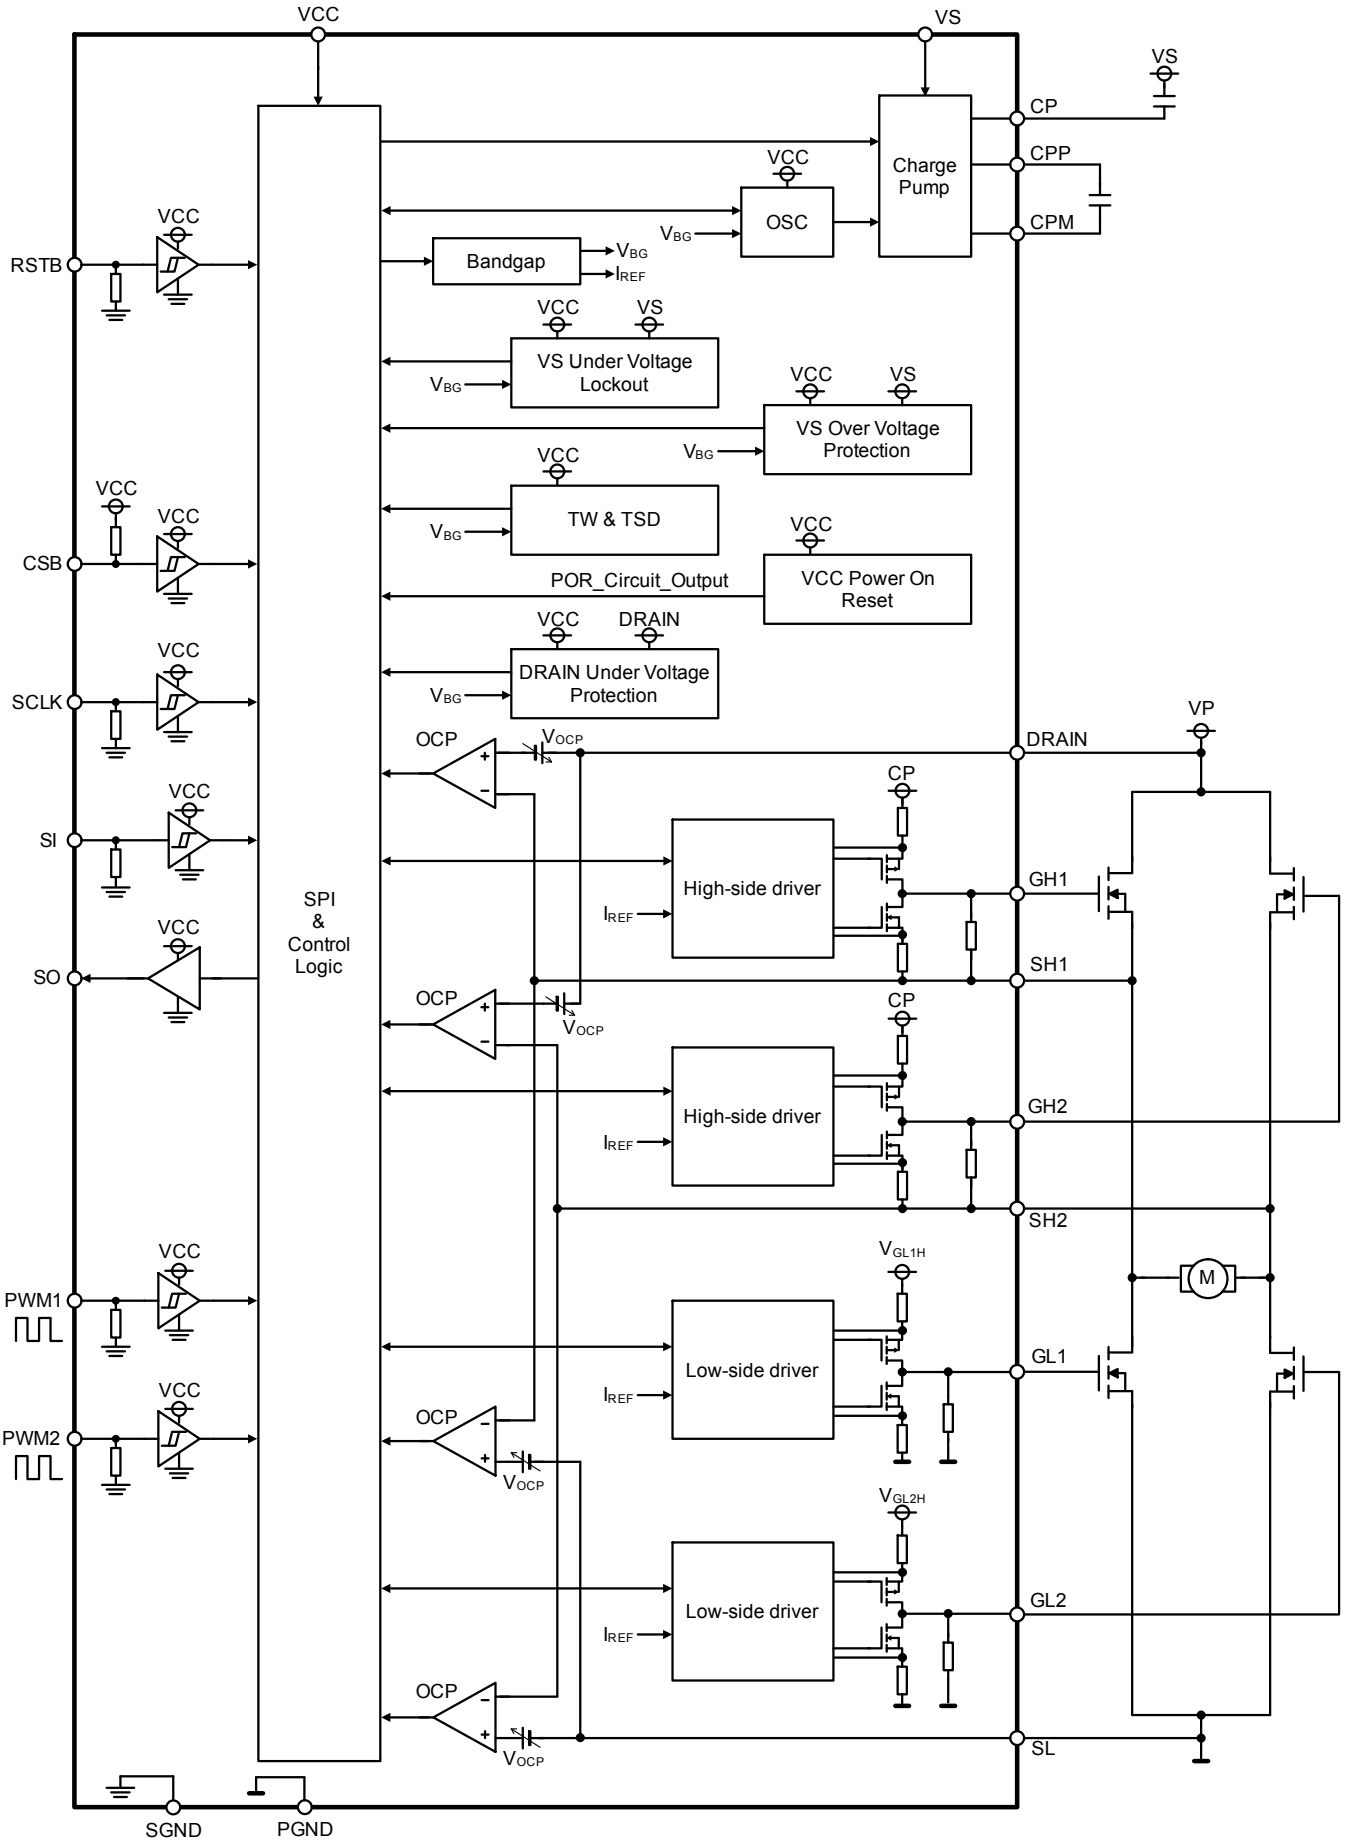 VCC
VS
VS
CP
Charge
Pump
CPP
CPM
VCC
OSC
VBG
VCC
RSTB
Bandgap
VBG
IREF
VCC
VS
VS Under Voltage
Lockout
VBG
VCC
VS
VS Over Voltage
Protection
VBG
VCC
TW & TSD
VBG
VCC
VCC
CSB
VCC
VCC Power On
Reset
POR_Circuit_Output
VCC
DRAIN
DRAIN Under Voltage
Protection
VBG
VCC
SCLK
OCP
+
−
VOCP
DRAIN
VP
VCC
SI
CP
High-side driver
IREF
GH1
SPI
&
Control
Logic
VCC
SO
SH1
OCP
+
−
VOCP
CP
High-side driver
IREF
GH2
SH2
VCC
PWM1
VGL1H
M
Low-side driver
IREF
GL1
VCC
PWM2
OCP
−
+
VOCP
VGL2H
Low-side driver
IREF
GL2
OCP
−
+
VOCP
SL
SGND
PGND